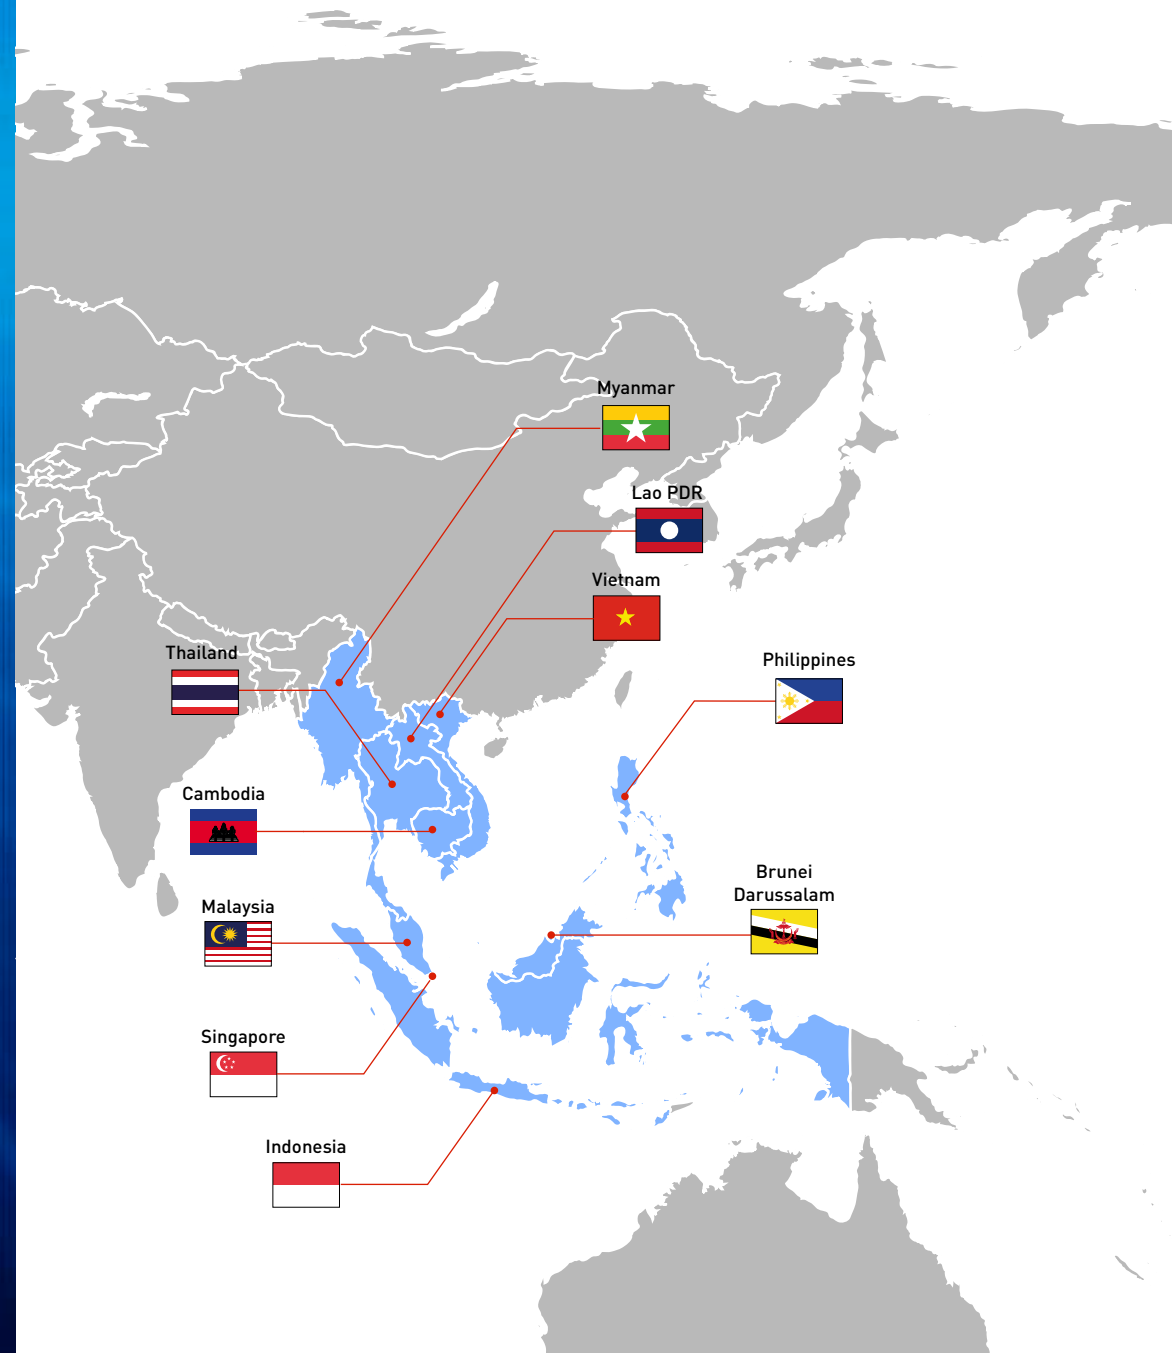 Myanmar
Lao PDR
Vietnam
Thailand
Philippines
Cambodia
Brunei
Darussalam
Malaysia
Singapore
Indonesia